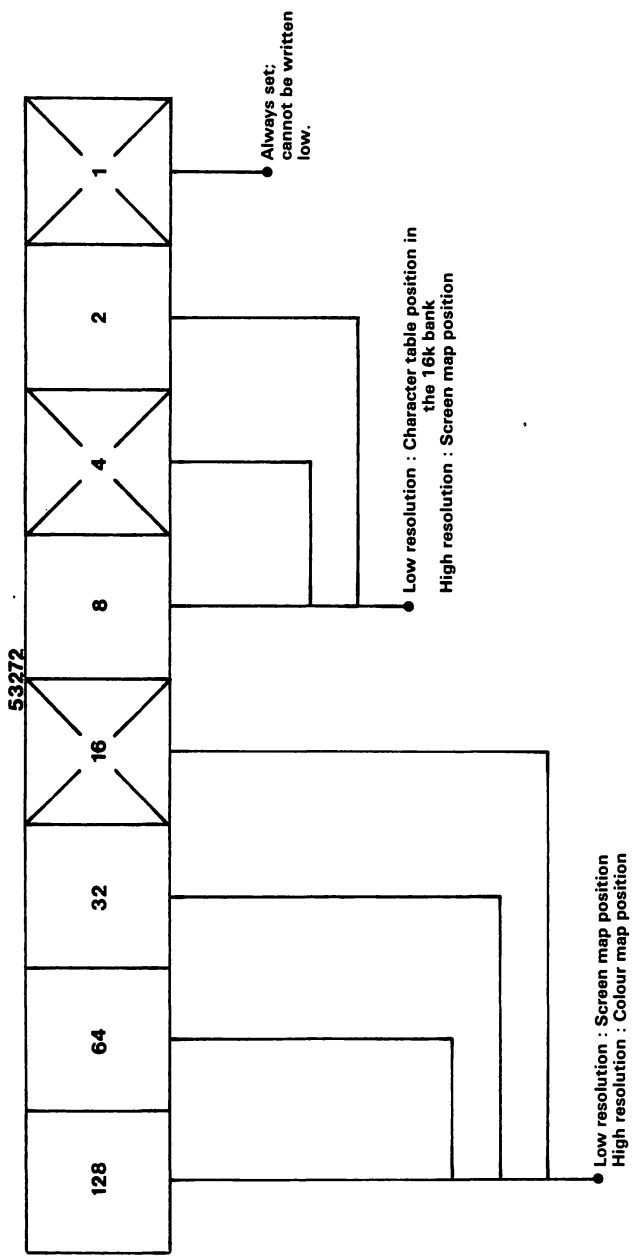 53272
128
64
32
16
8
4
2
1
Always set;
cannot be written
low.
Low resolution : Character table position in
the 16k bank
High resolution : Screen map position
Low resolution : Screen map position
High resolution : Colour map position